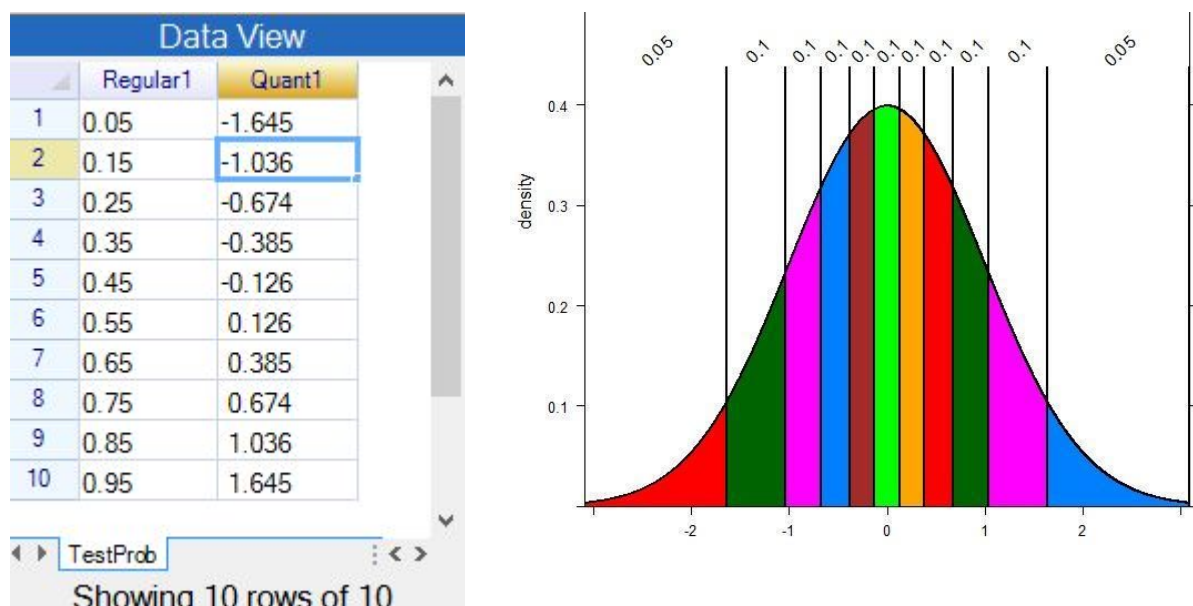 Data View
Regular1 Quant1
1 0.05 -1.645
2 0.15 -1.036
3 0.25 -0.674
4 0.35 -0.385
5 0.45 -0.126
6 0.55 0.126
7 0.65 0.385
8 0.75 0.674
9 0.85 1.036
10 0.95 1.645
TestProb
Showing 10 rows of 10
0.05 0.1 0.1 0.1 0.1 0.1 0.1 0.1 0.1 0.1 0.05
0.4
0.3
0.2
0.1
density
-2 -1 0 1 2